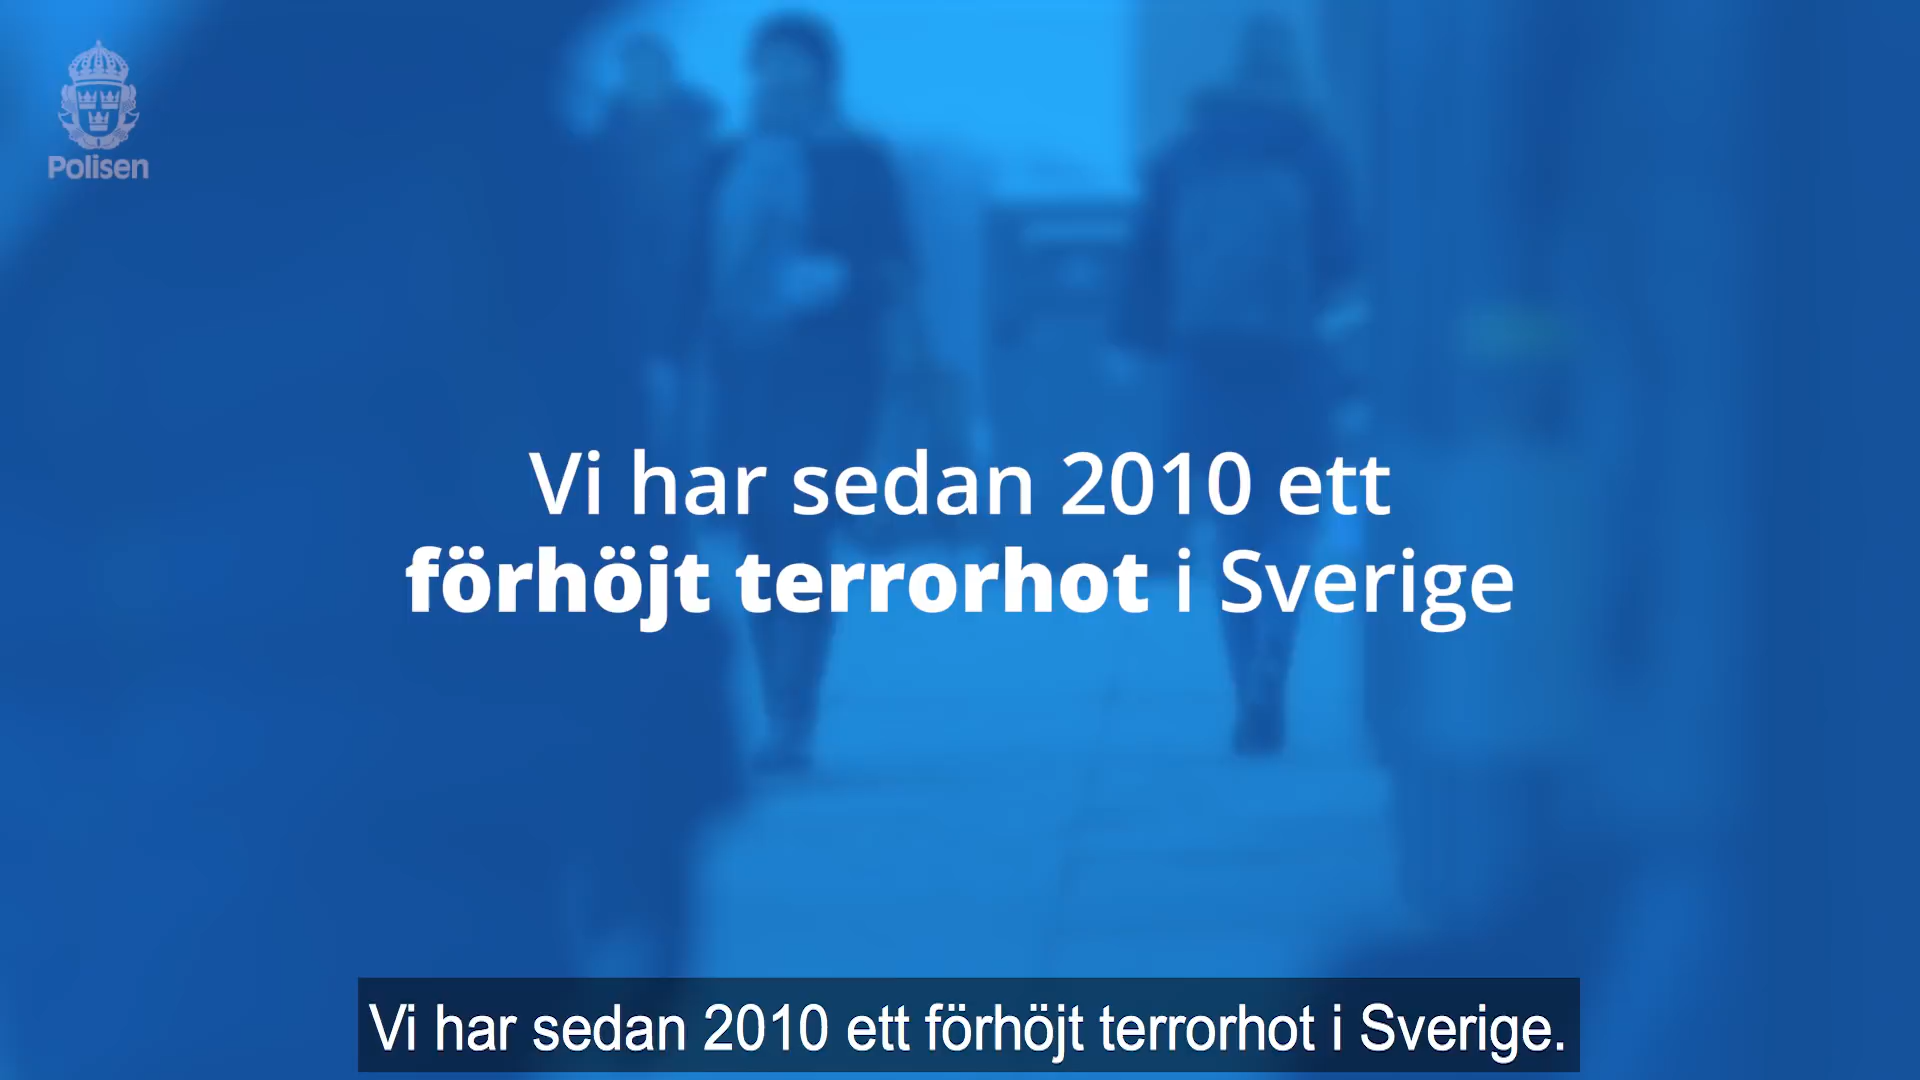 Polisen
Vi har sedan 2010 ett
förhöjt terrorhot i Sverige
Vi har sedan 2010 ett förhöjt terrorhot i Sverige.